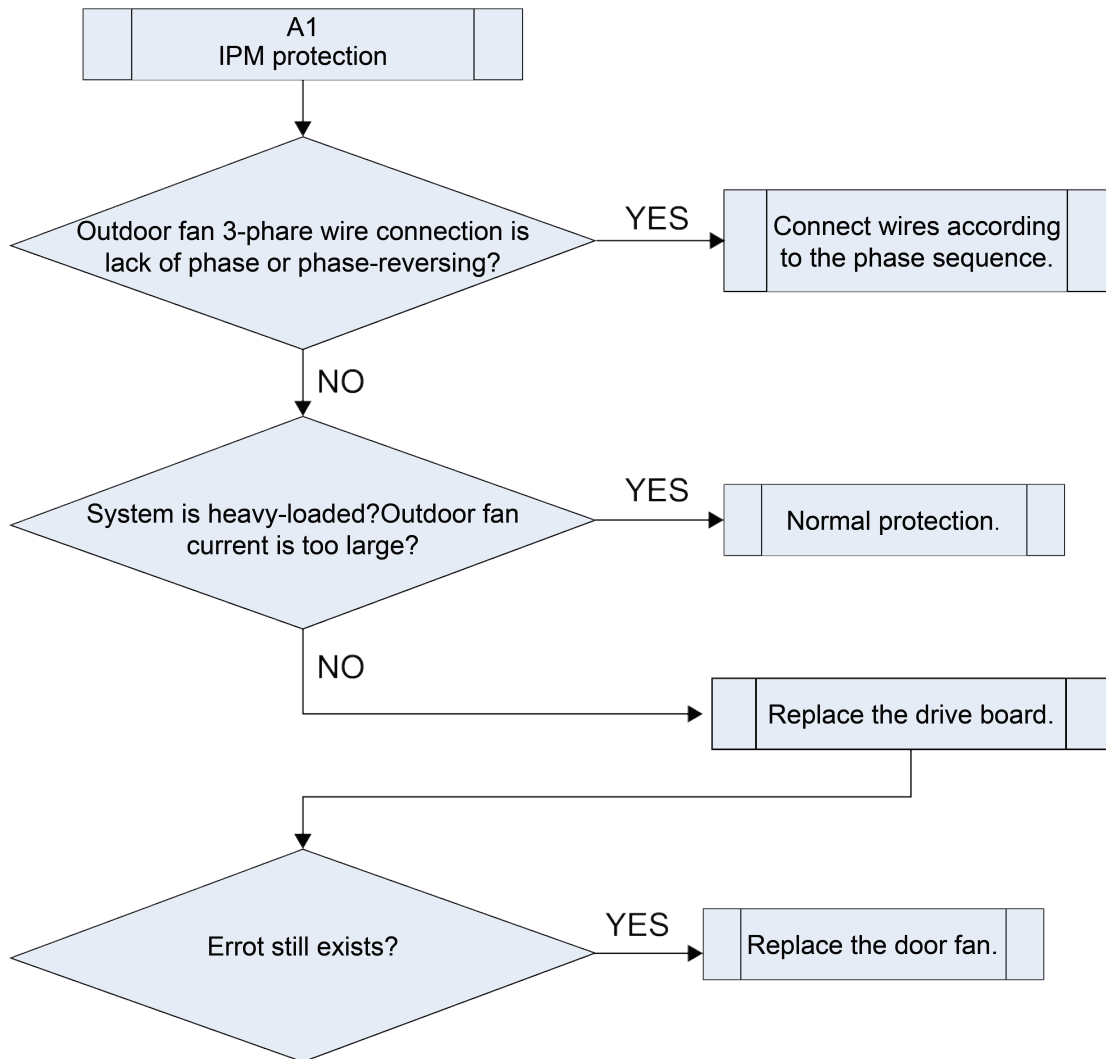 A1
IPM protection
Outdoor fan 3-phare wire connection is
lack of phase or phase-reversing?
YES
Connect wires according
to the phase sequence.
NO
System is heavy-loaded?Outdoor fan
current is too large?
YES
Normal protection.
NO
Replace the drive board.
Errot still exists?
YES
Replace the door fan.